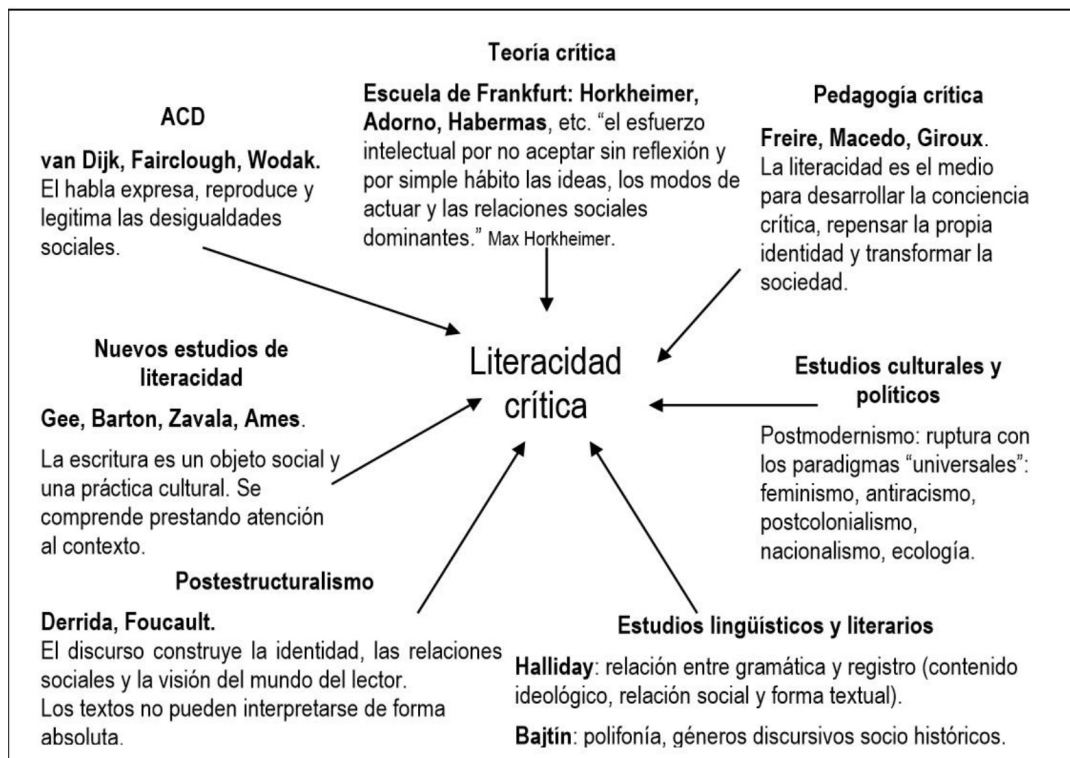 Teoría crítica
Escuela de Frankfurt: Horkheimer,
Adorno, Habermas, etc. “el esfuerzo
intelectual por no aceptar sin reflexión y
por simple hábito las ideas, los modos de
actuar y las relaciones sociales
dominantes.” Max Horkheimer.
ACD
van Dijk, Fairclough, Wodak.
El habla expresa, reproduce y
legitima las desigualdades
sociales.
Pedagogía crítica
Freire, Macedo, Giroux.
La literacidad es el medio
para desarrollar la conciencia
crítica, repensar la propia
identidad y transformar la
sociedad.
Literacidad
crítica
Nuevos estudios de
literacidad
Gee, Barton, Zavala, Ames.
La escritura es un objeto social y
una práctica cultural. Se
comprende prestando atención
al contexto.
Estudios culturales y
políticos
Postmodernismo: ruptura con
los paradigmas “universales”:
feminismo, antiracismo,
postcolonialismo,
nacionalismo, ecología.
Postestructuralismo
Derrida, Foucault.
El discurso construye la identidad, las relaciones
sociales y la visión del mundo del lector.
Los textos no pueden interpretarse de forma
absoluta.
Estudios lingüísticos y literarios
Halliday: relación entre gramática y registro (contenido
ideológico, relación social y forma textual).
Bajtín: polifonía, géneros discursivos socio históricos.